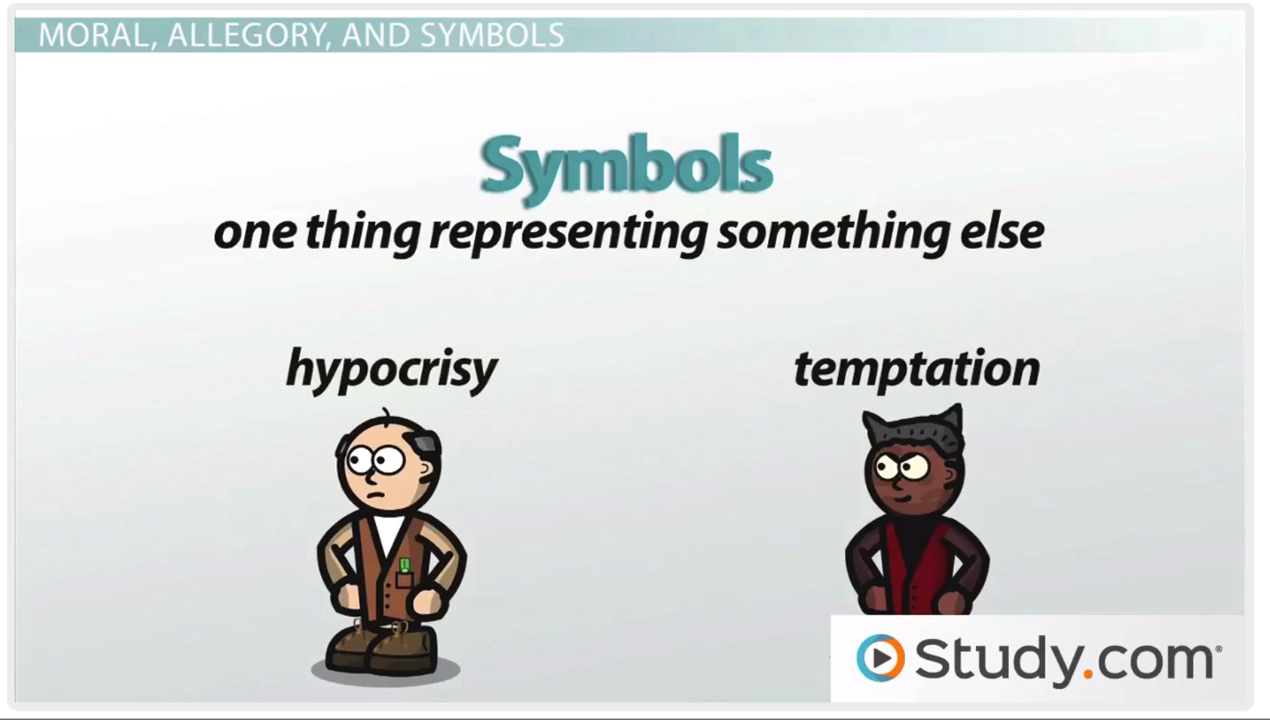 MORAL, ALLEGORY, AND SYMBOLS
Symbols
one thing representing something else
hypocrisy
temptation
Study.com®